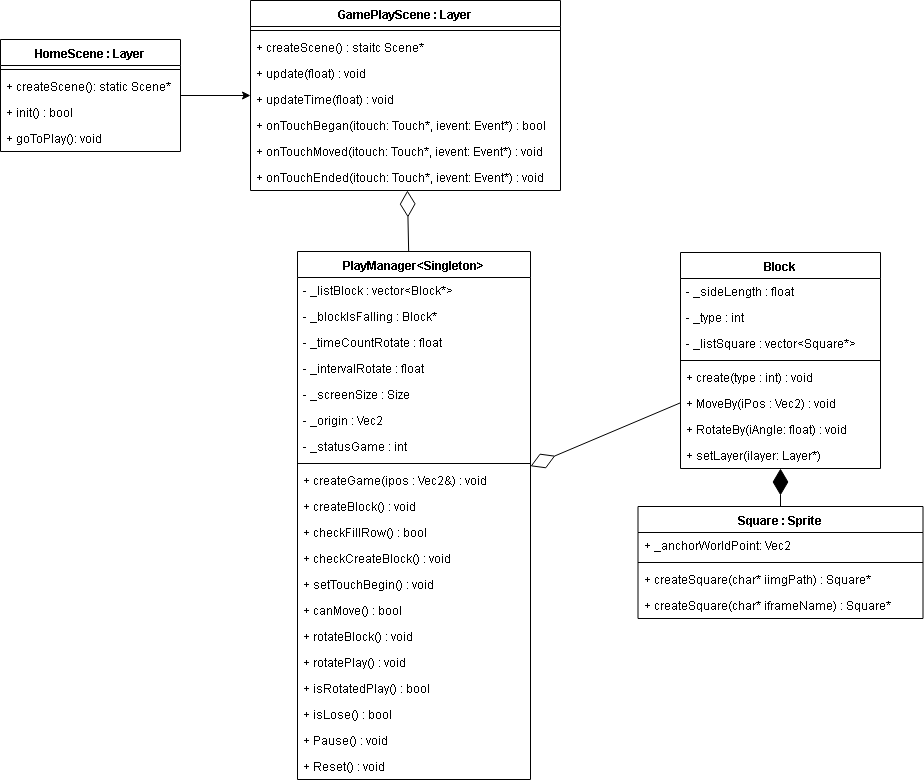 GamePlayScene : Layer
+ createScene() : staitc Scene*
+ update(float) : void
+ updateTime(float) : void
+ onTouchBegan(itouch: Touch*, ievent: Event*) : bool
+ onTouchMoved(itouch: Touch*, ievent: Event*) : void
+ onTouchEnded(itouch: Touch*, ievent: Event*) : void
HomeScene : Layer
+ createScene(): static Scene*
+ init() : bool
+ goToPlay(): void
PlayManager<Singleton>
- _listBlock : vector<Block*>
- _blockIsFalling : Block*
- _timeCountRotate : float
- _intervalRotate : float
- _screenSize : Size
- _origin : Vec2
- _statusGame : int
+ createGame(ipos : Vec2&) : void
+ createBlock() : void
+ checkFillRow() : bool
+ checkCreateBlock() : void
+ setTouchBegin() : void
+ canMove() : bool
+ rotateBlock() : void
+ rotatePlay() : void
+ isRotatedPlay() : bool
+ isLose() : bool
+ Pause() : void
+ Reset() : void
Block
- _sideLength : float
- _type : int
- _listSquare : vector<Square*>
+ create(type : int) : void
+ MoveBy(iPos : Vec2) : void
+ RotateBy(iAngle: float) : void
+ setLayer(ilayer: Layer*)
Square : Sprite
+ _anchorWorldPoint: Vec2
+ createSquare(char* iimgPath) : Square*
+ createSquare(char* iframeName) : Square*